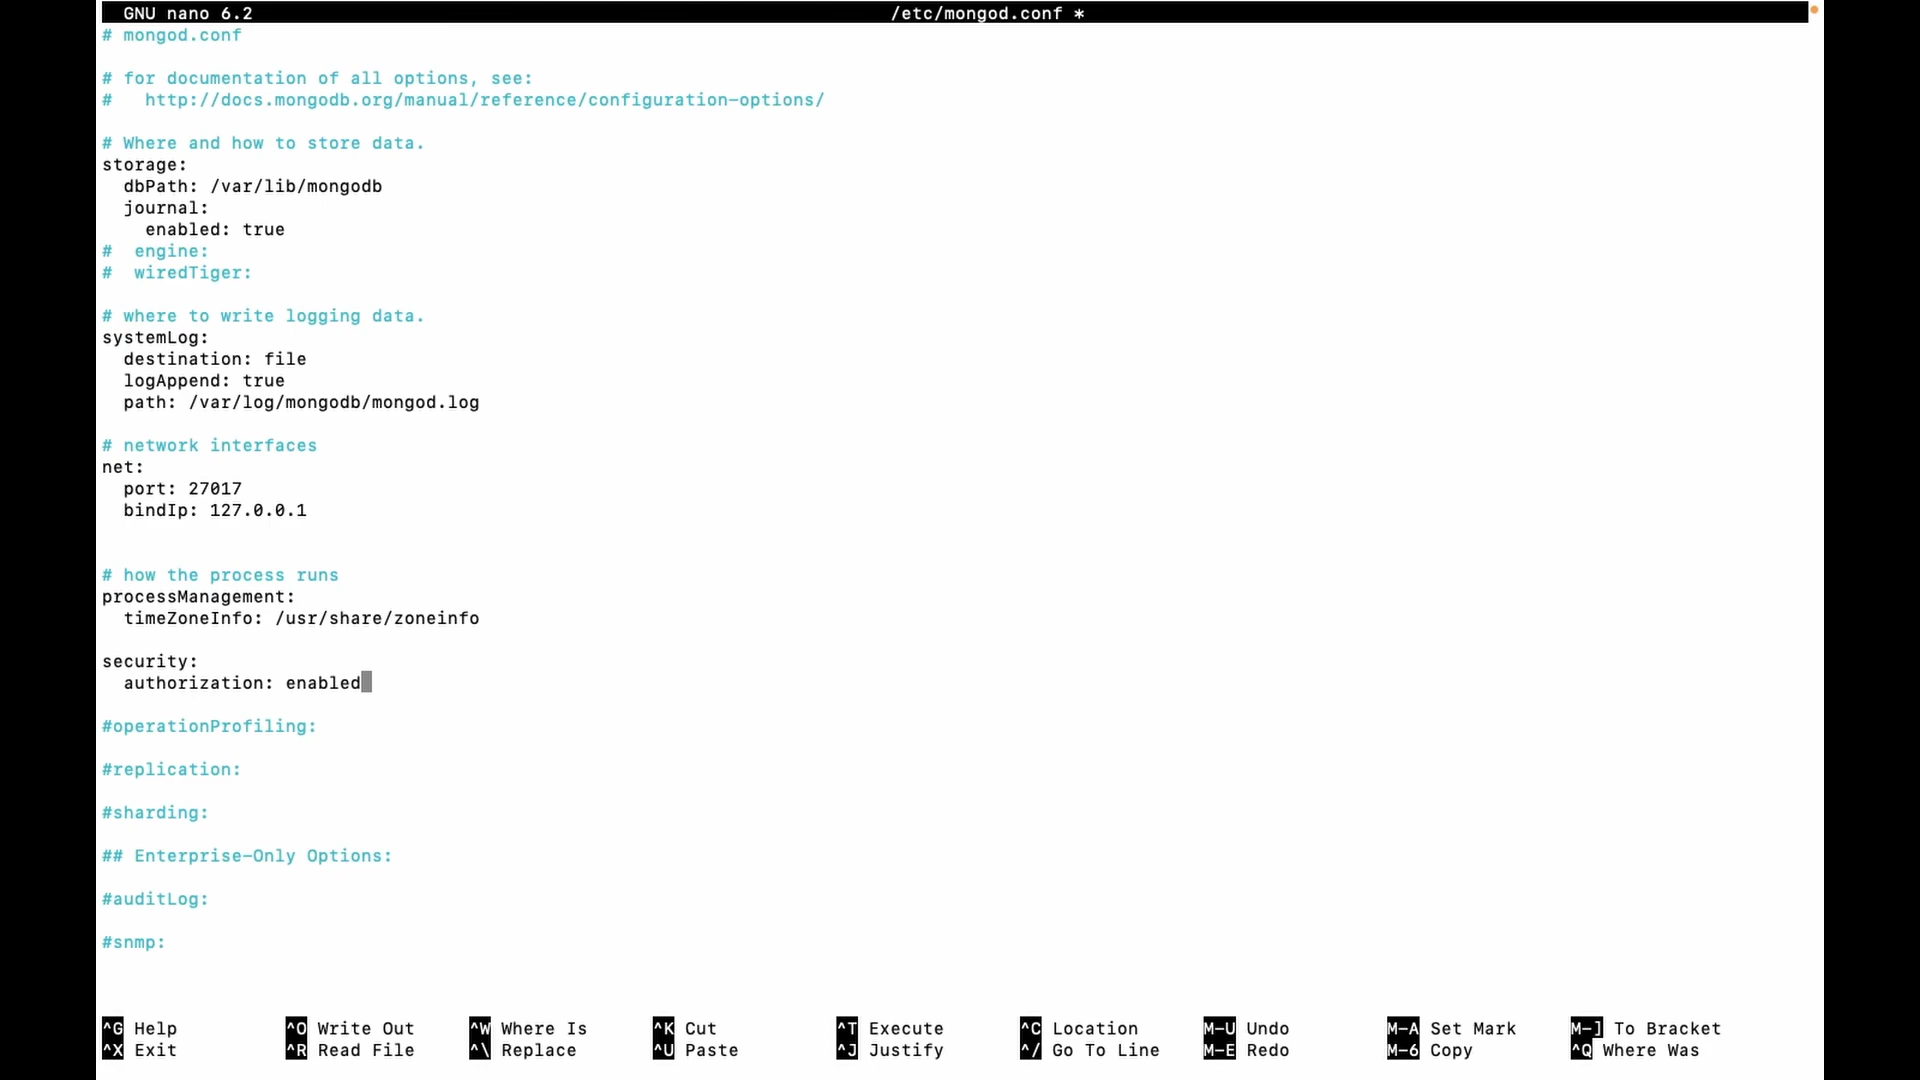 GNU nano 6.2 /etc/mongod.conf *
# mongod.conf
# for documentation of all options, see:
#   http://docs.mongodb.org/manual/reference/configuration-options/
# Where and how to store data.
storage:
  dbPath: /var/lib/mongodb
  journal:
    enabled: true
#  engine:
#  wiredTiger:
# where to write logging data.
systemLog:
  destination: file
  logAppend: true
  path: /var/log/mongodb/mongod.log
# network interfaces
net:
  port: 27017
  bindIp: 127.0.0.1
# how the process runs
processManagement:
  timeZoneInfo: /usr/share/zoneinfo
security:
  authorization: enabled
#operationProfiling:
#replication:
#sharding:
## Enterprise-Only Options:
#auditLog:
#snmp:
^G Help ^O Write Out ^W Where Is ^K Cut ^T Execute ^C Location M-U Undo M-A Set Mark M-] To Bracket
^X Exit ^R Read File ^\ Replace ^U Paste ^J Justify ^/ Go To Line M-E Redo M-6 Copy ^Q Where Was